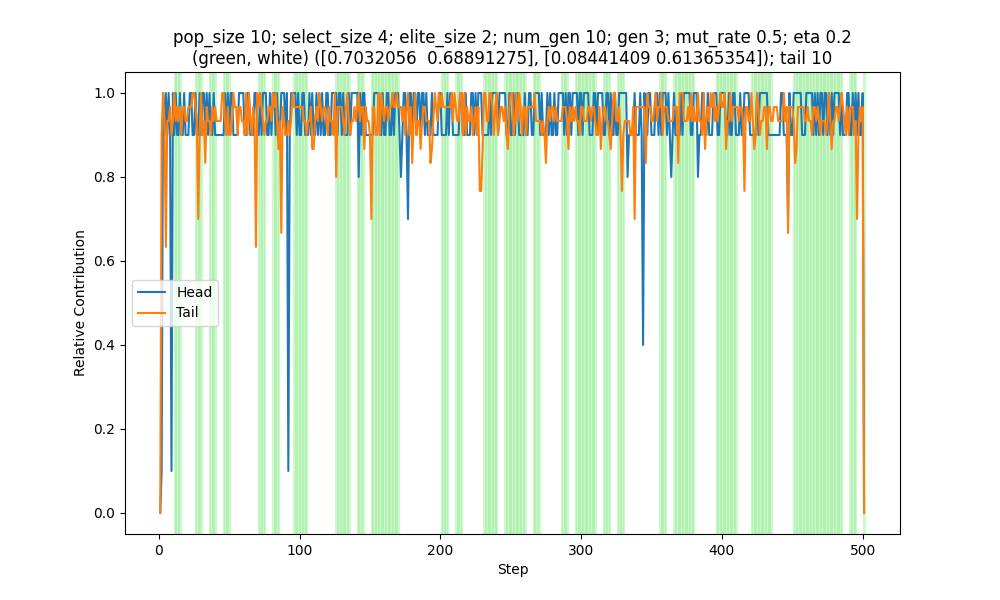 pop_size 10; select_size 4; elite_size 2; num_gen 10; gen 3; mut_rate 0.5; eta 0.2
(green, white) ([0.7032056  0.68891275], [0.08441409 0.61365354]); tail 10
1.0
0.8
0.6
0.4
0.2
0.0
Relative Contribution
Head
Tail
0
100
200
300
400
500
Step